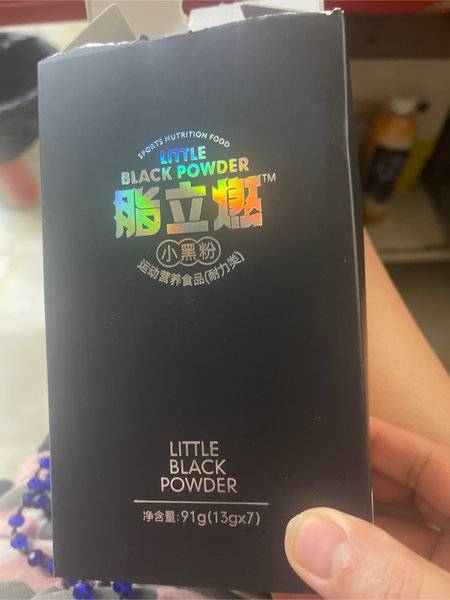 SPORTS NUTRITION FOOD
LITTLE
BLACK POWDER
脂立燃™
小黑粉
运动营养食品(耐力类)
LITTLE
BLACK
POWDER
净含量:91g(13gx7)